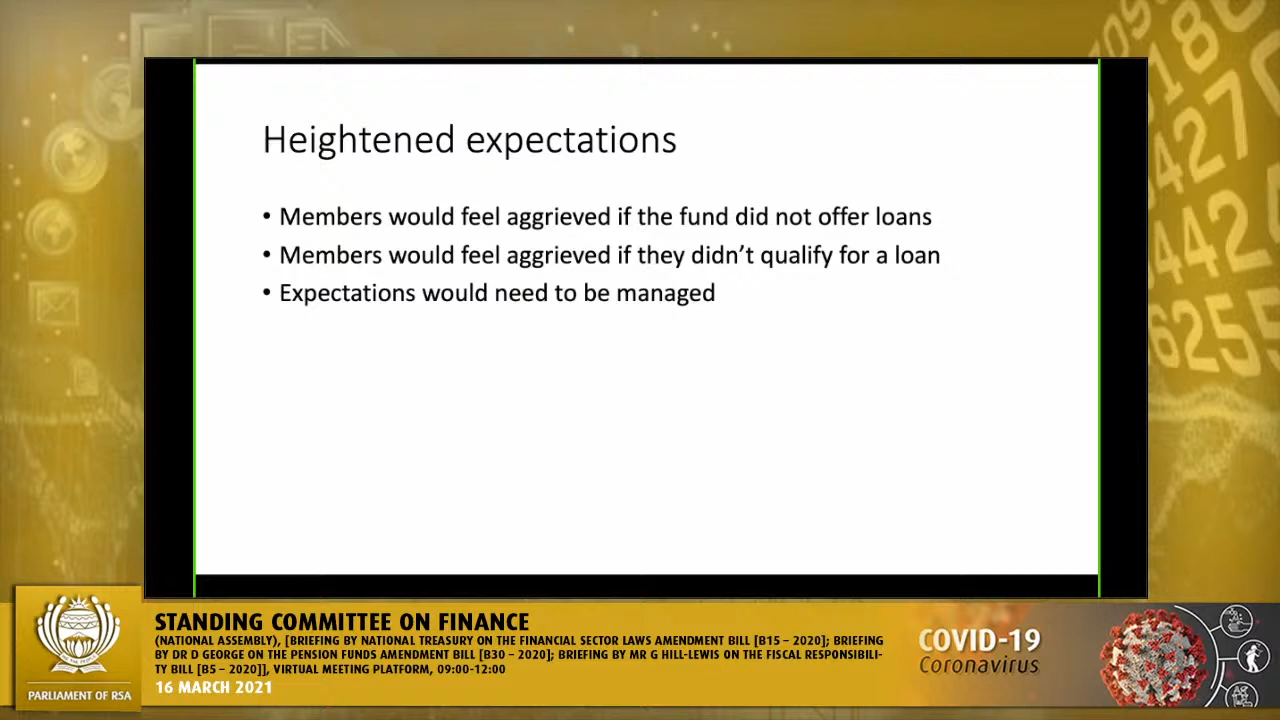 Heightened expectations
• Members would feel aggrieved if the fund did not offer loans
• Members would feel aggrieved if they didn’t qualify for a loan
• Expectations would need to be managed
STANDING COMMITTEE ON FINANCE
(NATIONAL ASSEMBLY), [BRIEFING BY NATIONAL TREASURY ON THE FINANCIAL SECTOR LAWS AMENDMENT BILL [B15 – 2020]; BRIEFING
BY DR D GEORGE ON THE PENSION FUNDS AMENDMENT BILL [B30 – 2020]; BRIEFING BY MR G HILL-LEWIS ON THE FISCAL RESPONSIBILI-
TY BILL [B5 – 2020]], VIRTUAL MEETING PLATFORM, 09:00-12:00
16 MARCH 2021
PARLIAMENT OF RSA
COVID-19
Coronavirus